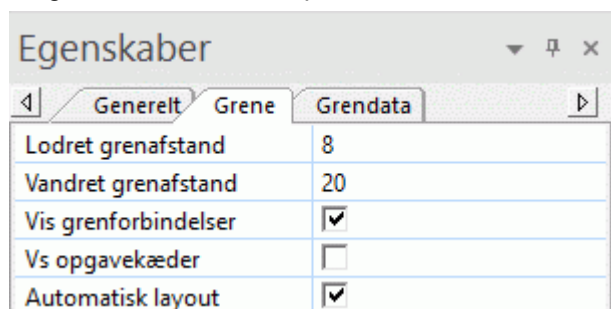 Egenskaber
Generelt Grene Grendata
Lodret grenafstand 8
Vandret grenafstand 20
Vis grenforbindelser
Vs opgavekæder
Automatisk layout